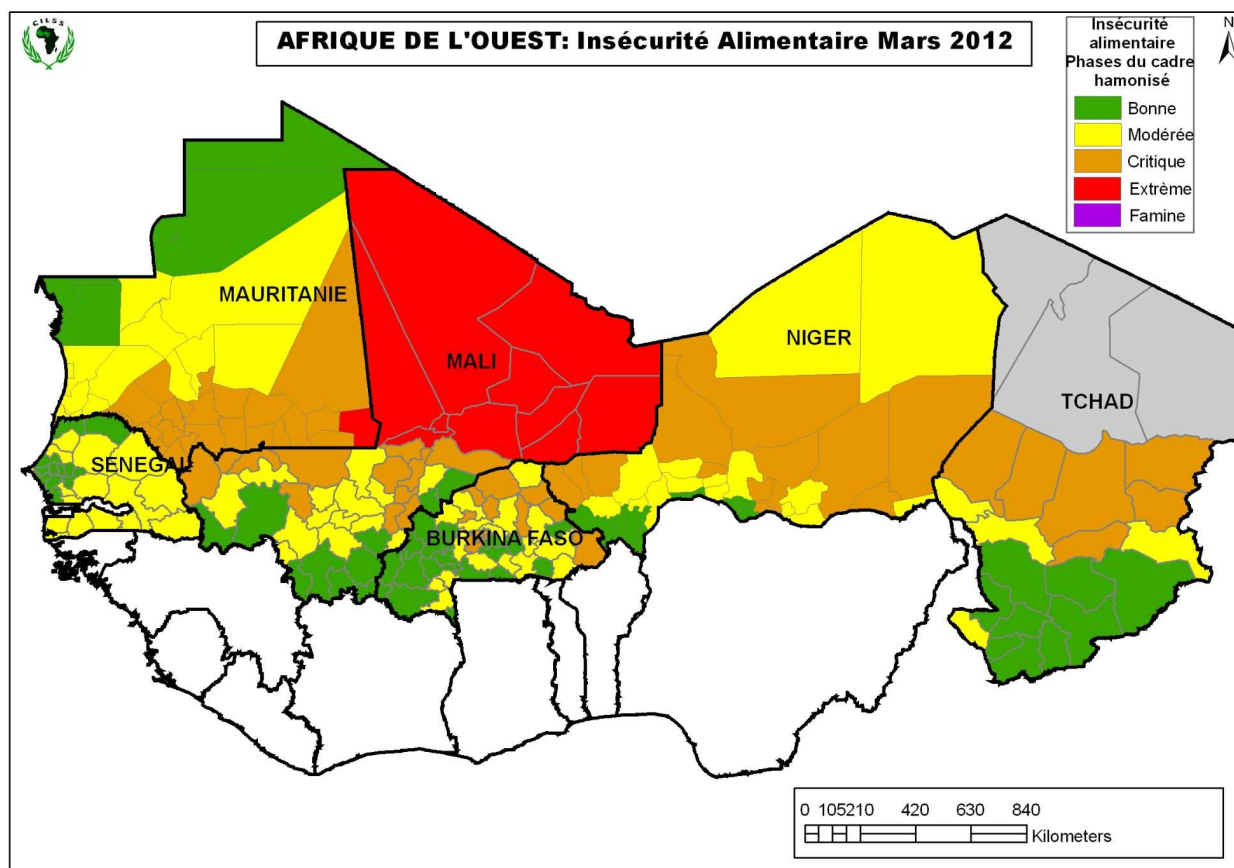 CILSS
AFRIQUE DE L'OUEST: Insécurité Alimentaire Mars 2012
Insécurité
alimentaire
Phases du cadre
hamonisé
Bonne
Modérée
Critique
Extrème
Famine
N
MAURITANIE
MALI
NIGER
TCHAD
SENEGAL
BURKINA FASO
0 105210 420 630 840
Kilometers